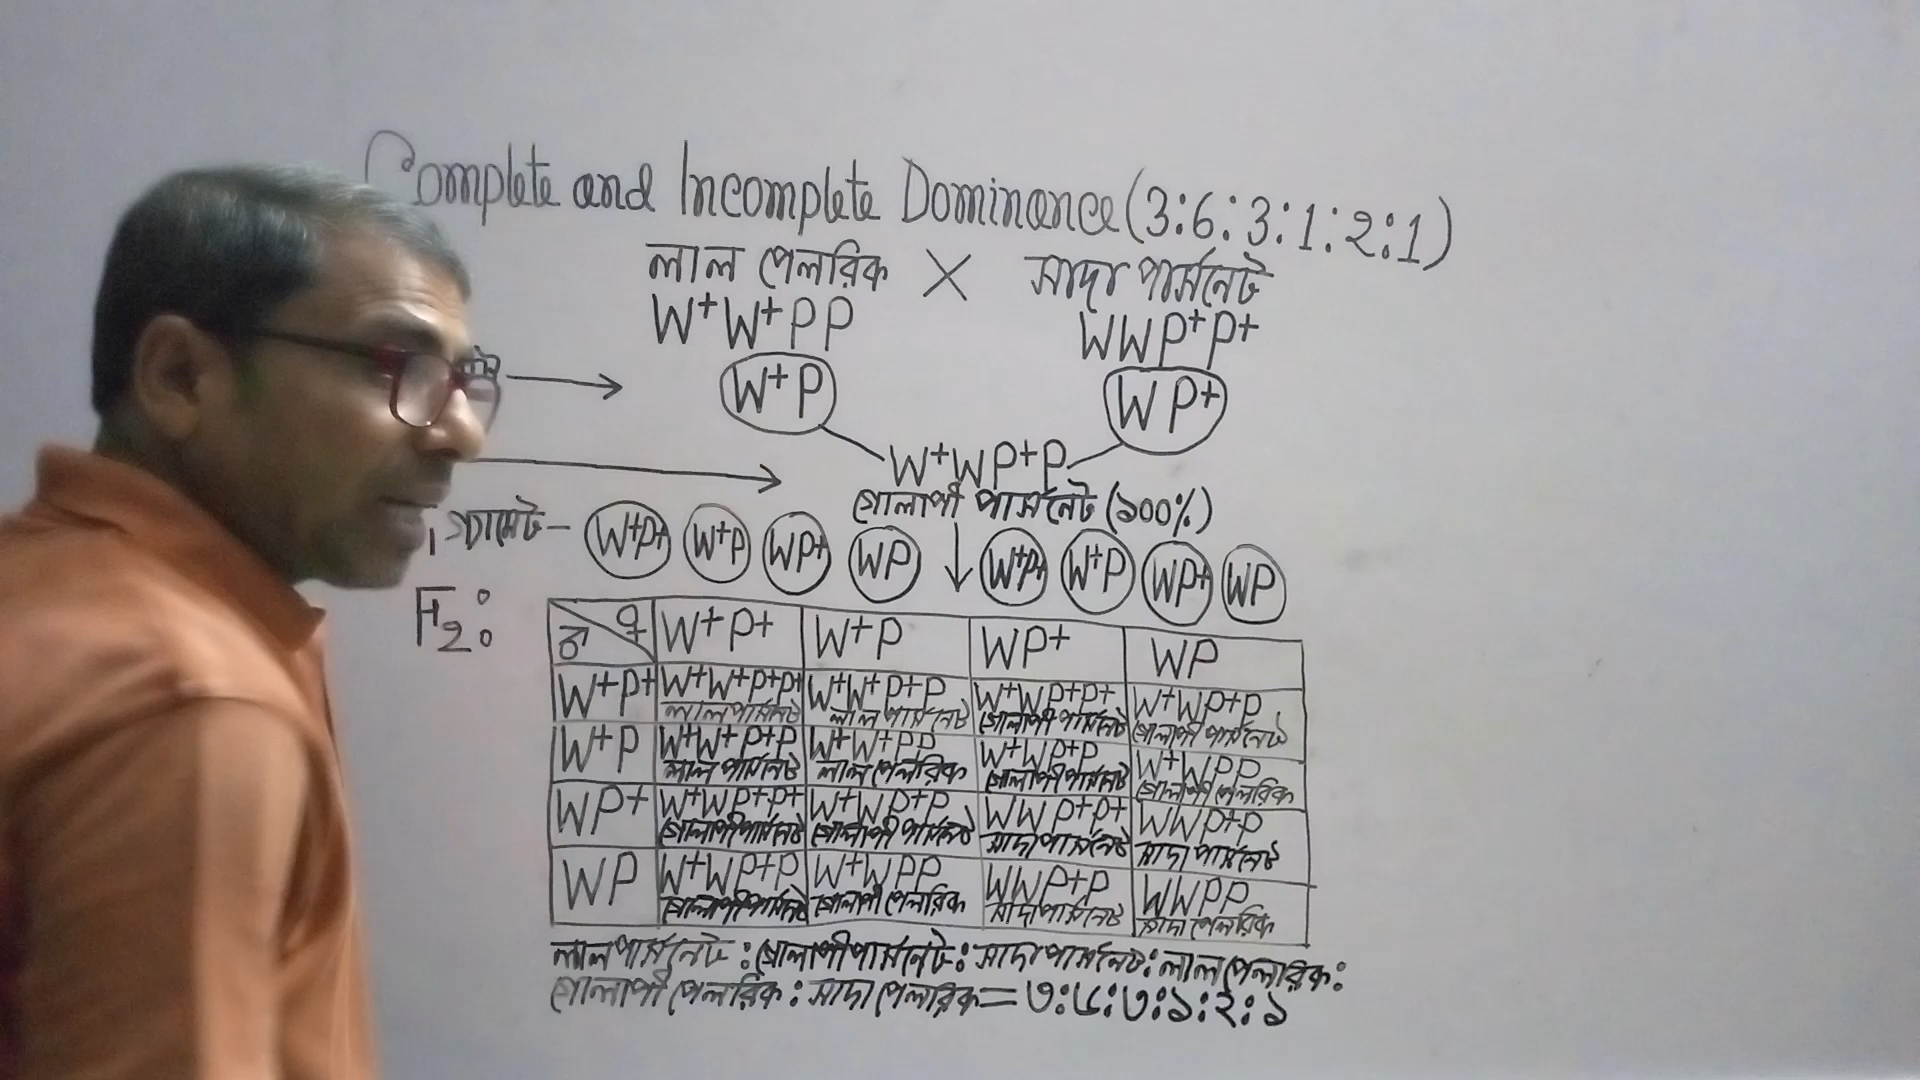 Complete and Incomplete Dominance (3:6:3:1:2:1)
লাল পেলরিক × সাদা পার্সনেট
W+W+PP WWP+P+
W+P WP+
W+WP+P
গোলাপী পার্সনেট (১০০%)
গ্যামেট– W+P+ W+P WP+ WP ↓ W+P+ W+P WP+ WP
F2:
♂ ♀ W+P+ W+P WP+ WP
W+P+ W+W+P+P+ W+W+P+P W+WP+P+ W+WP+P
লাল পার্সনেট লাল পার্সনেট গোলাপী পার্সনেট গোলাপী পার্সনেট
W+P W+W+P+P W+W+PP W+WP+P W+WPP
লাল পার্সনেট লাল পেলরিক গোলাপী পার্সনেট গোলাপী পেলরিক
WP+ W+WP+P+ W+WP+P WWP+P+ WWP+P
গোলাপী পার্সনেট গোলাপী পার্সনেট সাদা পার্সনেট সাদা পার্সনেট
WP W+WP+P W+WPP WWP+P WWPP
গোলাপী পার্সনেট গোলাপী পেলরিক সাদা পার্সনেট সাদা পেলরিক
লাল পার্সনেট : গোলাপী পার্সনেট : সাদা পার্সনেট : লাল পেলরিক :
গোলাপী পেলরিক : সাদা পেলরিক = ৩:৬:৩:১:২:১